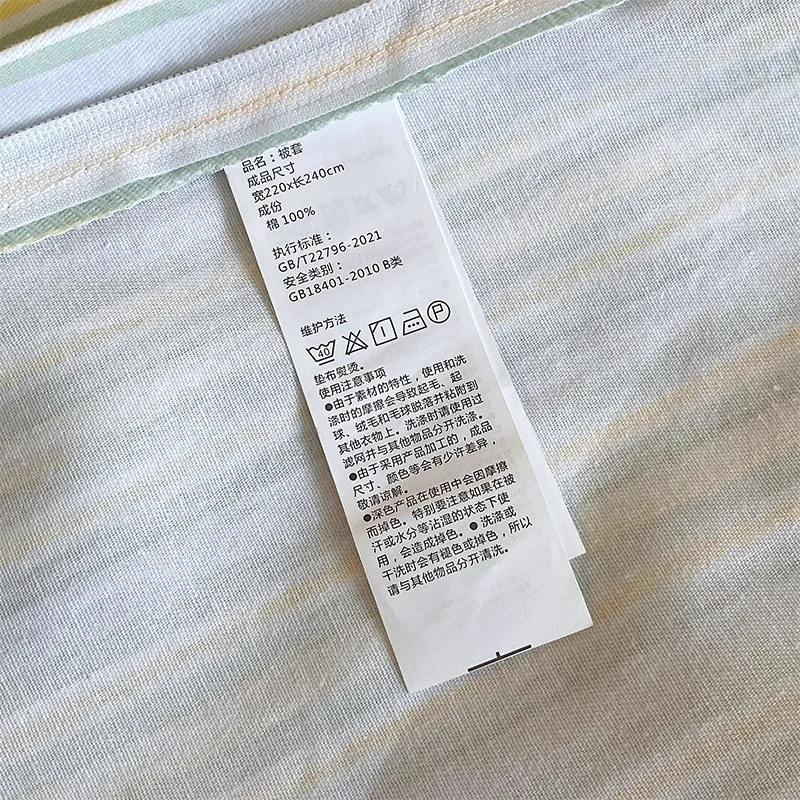 品名：被套
成品尺寸
宽220x长240cm
成份
棉 100%
执行标准：
GB/T22796-2021
安全类别：
GB18401-2010 B类
维护方法
40 P
垫布熨烫。
使用注意事项
●由于素材的特性，使用和洗
涤时的摩擦会导致起毛、起
球、绒毛和毛球脱落并粘附到
其他衣物上。洗涤时请使用过
滤网并与其他物品分开洗涤。
●由于采用产品加工的，成品
尺寸、颜色等会有少许差异，
敬请谅解。
●深色产品在使用中会因摩擦
而掉色。特别要注意如果在被
汗或水分等沾湿的状态下使
用，会造成掉色。●洗涤或
干洗时会有褪色或掉色，所以
请与其他物品分开清洗。